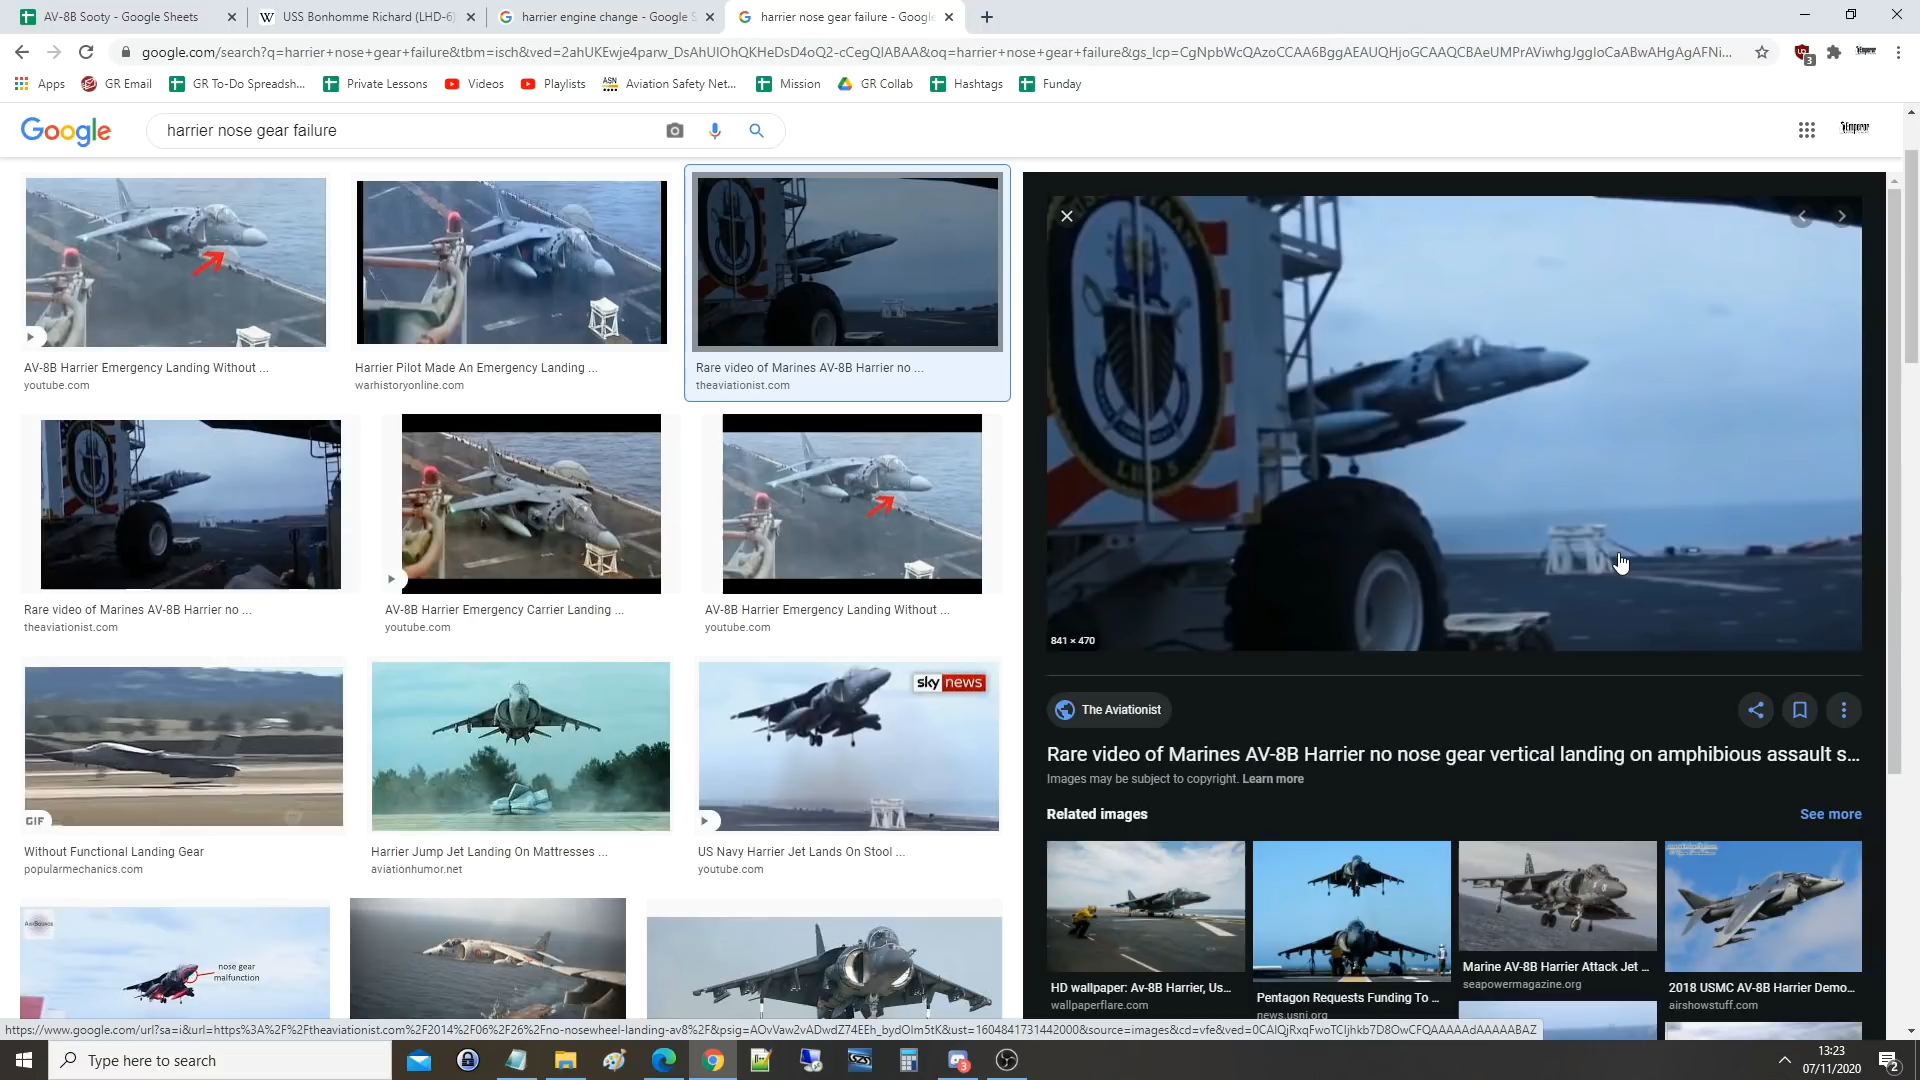 AV-8B Sooty - Google Sheets
USS Bonhomme Richard (LHD-6)
harrier engine change - Google S
harrier nose gear failure - Google
google.com/search?q=harrier+nose+gear+failure&tbm=isch&ved=2ahUKEwje4parw_DsAhUIOhQKHeDsD4oQ2-cCegQIABAA&oq=harrier+nose+gear+failure&gs_lcp=CgNpbWcQAzoCCAA6BggAEAUQHjoGCAAQCBAeUMPrAViwhgJggIoCaABwAHgAgAFNi...
3
Apps
GR Email
GR To-Do Spreadsh...
Private Lessons
Videos
Playlists
ASN
Aviation Safety Net...
Mission
GR Collab
Hashtags
Funday
Google
harrier nose gear failure
Emperor
AV-8B Harrier Emergency Landing Without ...
youtube.com
Harrier Pilot Made An Emergency Landing ...
warhistoryonline.com
Rare video of Marines AV-8B Harrier no ...
theaviationist.com
Rare video of Marines AV-8B Harrier no ...
theaviationist.com
AV-8B Harrier Emergency Carrier Landing ...
youtube.com
AV-8B Harrier Emergency Landing Without ...
youtube.com
GIF
Without Functional Landing Gear
popularmechanics.com
Harrier Jump Jet Landing On Mattresses ...
aviationhumor.net
sky news
US Navy Harrier Jet Lands On Stool ...
youtube.com
nose gear
malfunction
LHD 5
841 × 470
The Aviationist
Rare video of Marines AV-8B Harrier no nose gear vertical landing on amphibious assault s...
Images may be subject to copyright. Learn more
Related images
See more
HD wallpaper: Av-8B Harrier, Us...
wallpaperflare.com
Pentagon Requests Funding To ...
news.usni.org
Marine AV-8B Harrier Attack Jet ...
seapowermagazine.org
2018 USMC AV-8B Harrier Demo...
airshowstuff.com
https://www.google.com/url?sa=i&url=https%3A%2F%2Ftheaviationist.com%2F2014%2F06%2F26%2Fno-nosewheel-landing-av8%2F&psig=AOvVaw2vADwdZ74EEh_bydOIm5tK&ust=1604841731442000&source=images&cd=vfe&ved=0CAIQjRxqFwoTCIjhkb7D8OwCFQAAAAAdAAAAABAZ
Type here to search
3
13:23
07/11/2020
2